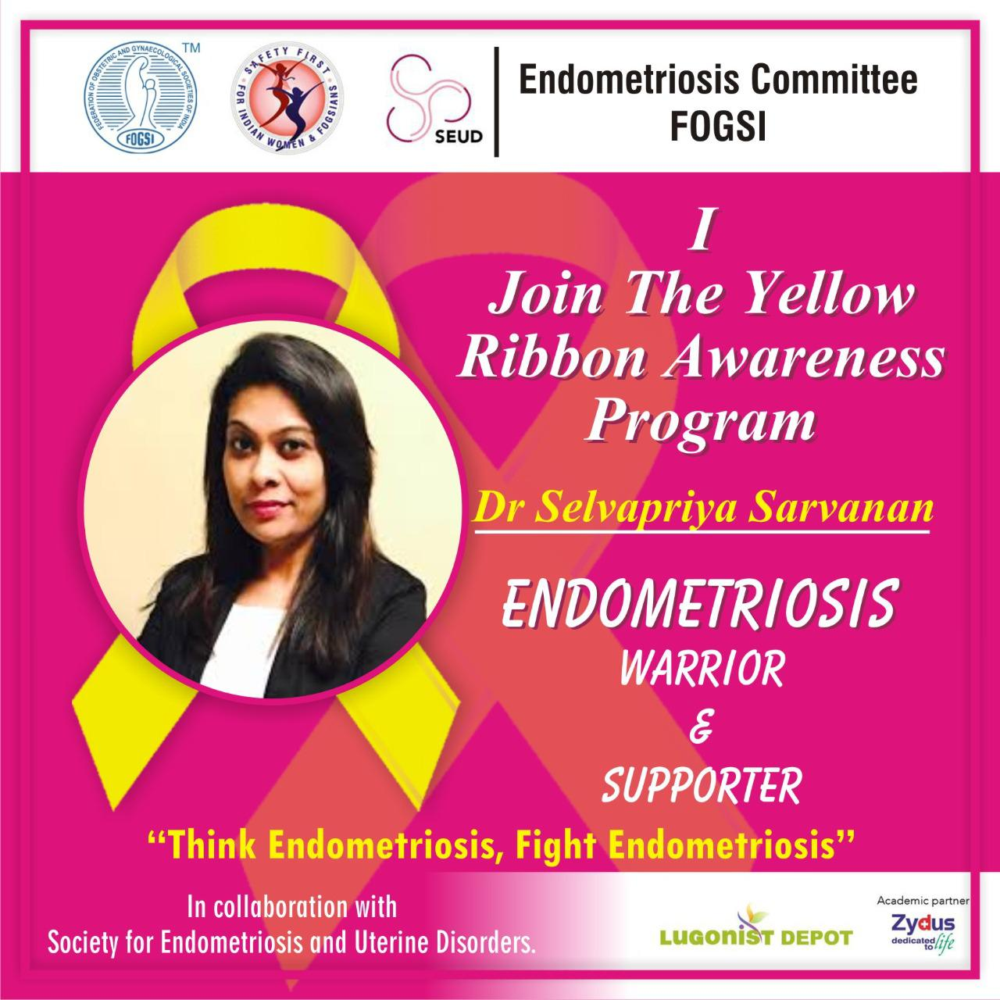 FEDERATION OF OBSTETRIC AND GYNAECOLOGICAL SOCIETIES OF INDIA
TM
FOGSI
SAFETY FIRST
FOR INDIAN WOMEN & FOGSIANS
SEUD
Endometriosis Committee
FOGSI
I
Join The Yellow
Ribbon Awareness
Program
Dr Selvapriya Sarvanan
ENDOMETRIOSIS
WARRIOR
&
SUPPORTER
“Think Endometriosis, Fight Endometriosis”
In collaboration with
Society for Endometriosis and Uterine Disorders.
LUGONIST DEPOT
Academic partner
Zydus
dedicated
to life